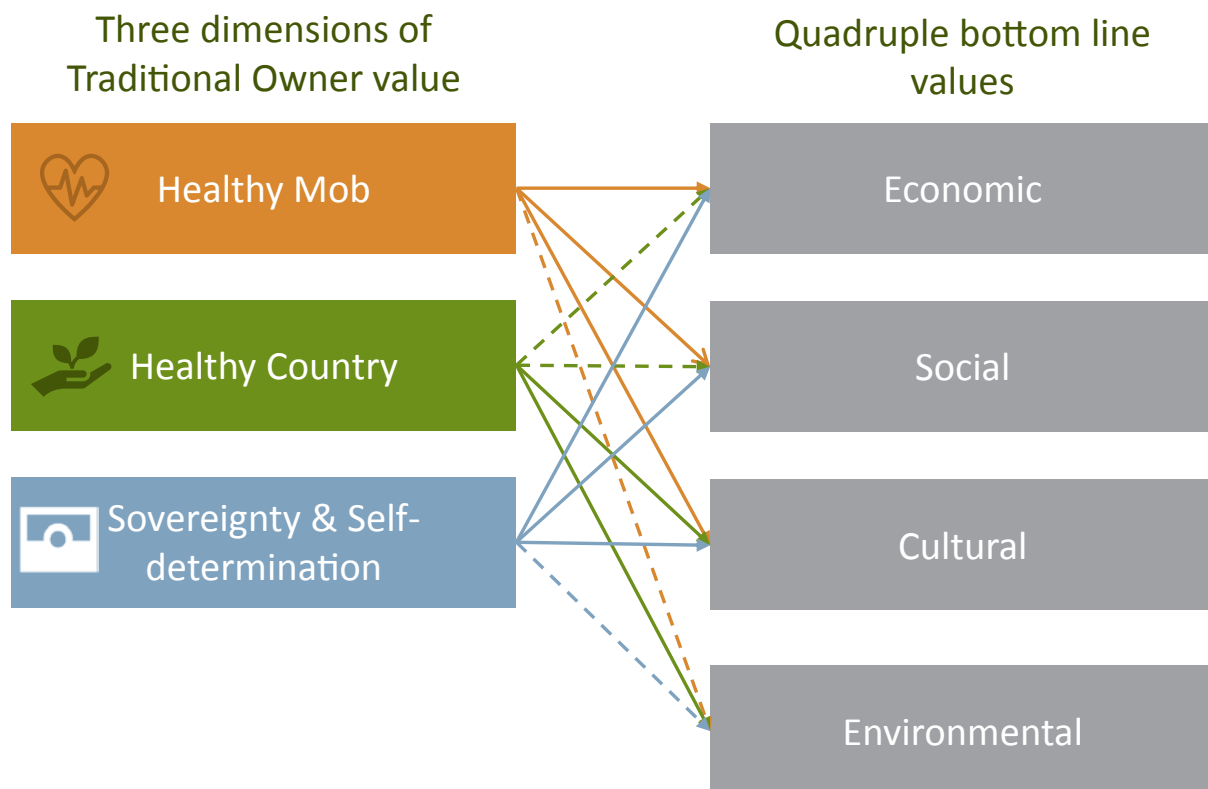 Three dimensions of
Traditional Owner value
Quadruple bottom line
values
Healthy Mob
Economic
Healthy Country
Social
Sovereignty & Self-
determination
Cultural
Environmental